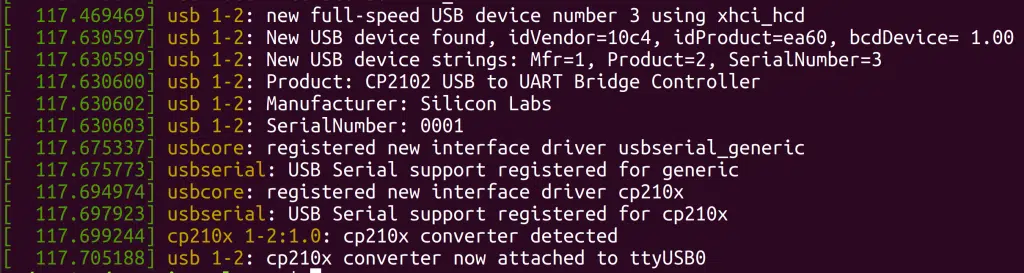 [  117.469469] usb 1-2: new full-speed USB device number 3 using xhci_hcd
[  117.630597] usb 1-2: New USB device found, idVendor=10c4, idProduct=ea60, bcdDevice= 1.00
[  117.630599] usb 1-2: New USB device strings: Mfr=1, Product=2, SerialNumber=3
[  117.630600] usb 1-2: Product: CP2102 USB to UART Bridge Controller
[  117.630602] usb 1-2: Manufacturer: Silicon Labs
[  117.630603] usb 1-2: SerialNumber: 0001
[  117.675337] usbcore: registered new interface driver usbserial_generic
[  117.675773] usbserial: USB Serial support registered for generic
[  117.694974] usbcore: registered new interface driver cp210x
[  117.697923] usbserial: USB Serial support registered for cp210x
[  117.699244] cp210x 1-2:1.0: cp210x converter detected
[  117.705188] usb 1-2: cp210x converter now attached to ttyUSB0